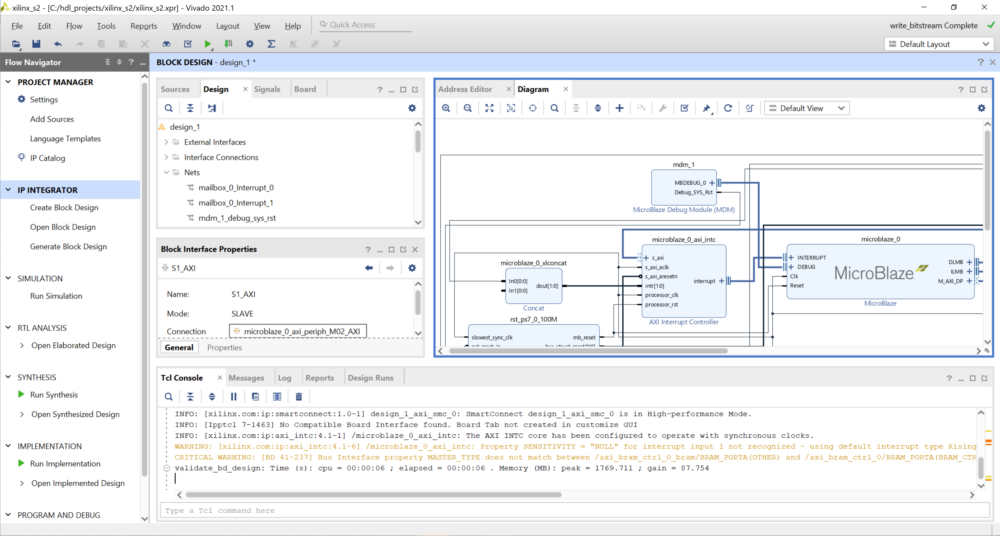 xilinx_s2 - [C:/hdl_projects/xilinx_s2/xilinx_s2.xpr] - Vivado 2021.1
File Edit Flow Tools Reports Window Layout View Help Quick Access
write_bitstream Complete
Default Layout
Flow Navigator
PROJECT MANAGER
Settings
Add Sources
Language Templates
IP Catalog
IP INTEGRATOR
Create Block Design
Open Block Design
Generate Block Design
SIMULATION
Run Simulation
RTL ANALYSIS
Open Elaborated Design
SYNTHESIS
Run Synthesis
Open Synthesized Design
IMPLEMENTATION
Run Implementation
Open Implemented Design
PROGRAM AND DEBUG
BLOCK DESIGN - design_1 *
Sources Design Signals Board
design_1
External Interfaces
Interface Connections
Nets
mailbox_0_Interrupt_0
mailbox_0_Interrupt_1
mdm_1_debug_sys_rst
Block Interface Properties
S1_AXI
Name: S1_AXI
Mode: SLAVE
Connection microblaze_0_axi_periph_M02_AXI
General Properties
Address Editor Diagram
Default View
mdm_1
MBDEBUG_0
Debug_SYS_Rst
MicroBlaze Debug Module (MDM)
microblaze_0_xlconcat
In0[0:0]
In1[0:0]
dout[1:0]
Concat
microblaze_0_axi_intc
s_axi
s_axi_aclk
s_axi_aresetn
intr[1:0]
processor_clk
processor_rst
interrupt
AXI Interrupt Controller
microblaze_0
INTERRUPT
DEBUG
Clk
Reset
MicroBlaze
DLMB
ILMB
M_AXI_DP
MicroBlaze
rst_ps7_0_100M
slowest_sync_clk
mb_reset
Tcl Console Messages Log Reports Design Runs
INFO: [xilinx.com:ip:smartconnect:1.0-1] design_1_axi_smc_0: SmartConnect design_1_axi_smc_0 is in High-performance Mode.
INFO: [Ipptcl 7-1463] No Compatible Board Interface found. Board Tab not created in customize GUI
INFO: [xilinx.com:ip:axi_intc:4.1-1] /microblaze_0_axi_intc: The AXI INTC core has been configured to operate with synchronous clocks.
WARNING: [xilinx.com:ip:axi_intc:4.1-6] /microblaze_0_axi_intc: Property SENSITIVITY = "NULL" for interrupt input 1 not recognized - using default interrupt type Rising
CRITICAL WARNING: [BD 41-237] Bus Interface property MASTER_TYPE does not match between /axi_bram_ctrl_0_bram/BRAM_PORTA(OTHER) and /axi_bram_ctrl_0/BRAM_PORTA(BRAM_CTR
validate_bd_design: Time (s): cpu = 00:00:06 ; elapsed = 00:00:06 . Memory (MB): peak = 1769.711 ; gain = 87.754
Type a Tcl command here